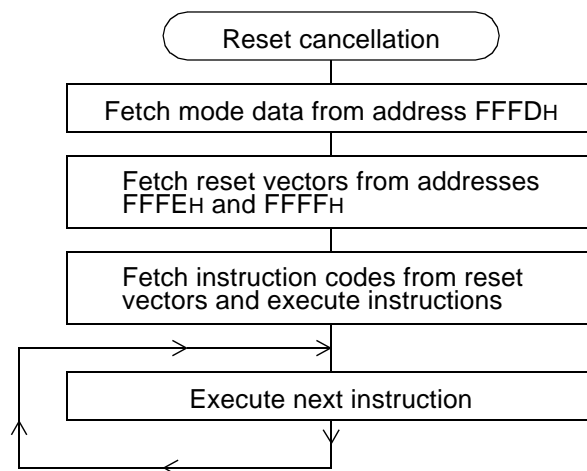 Reset cancellation
Fetch mode data from address FFFDH
Fetch reset vectors from addresses
FFFEH and FFFFH
Fetch instruction codes from reset
vectors and execute instructions
Execute next instruction